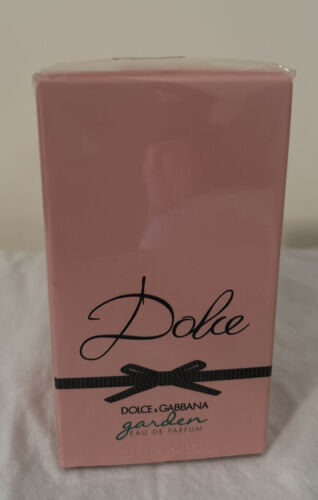 Dolce
DOLCE & GABBANA
garden
EAU DE PARFUM